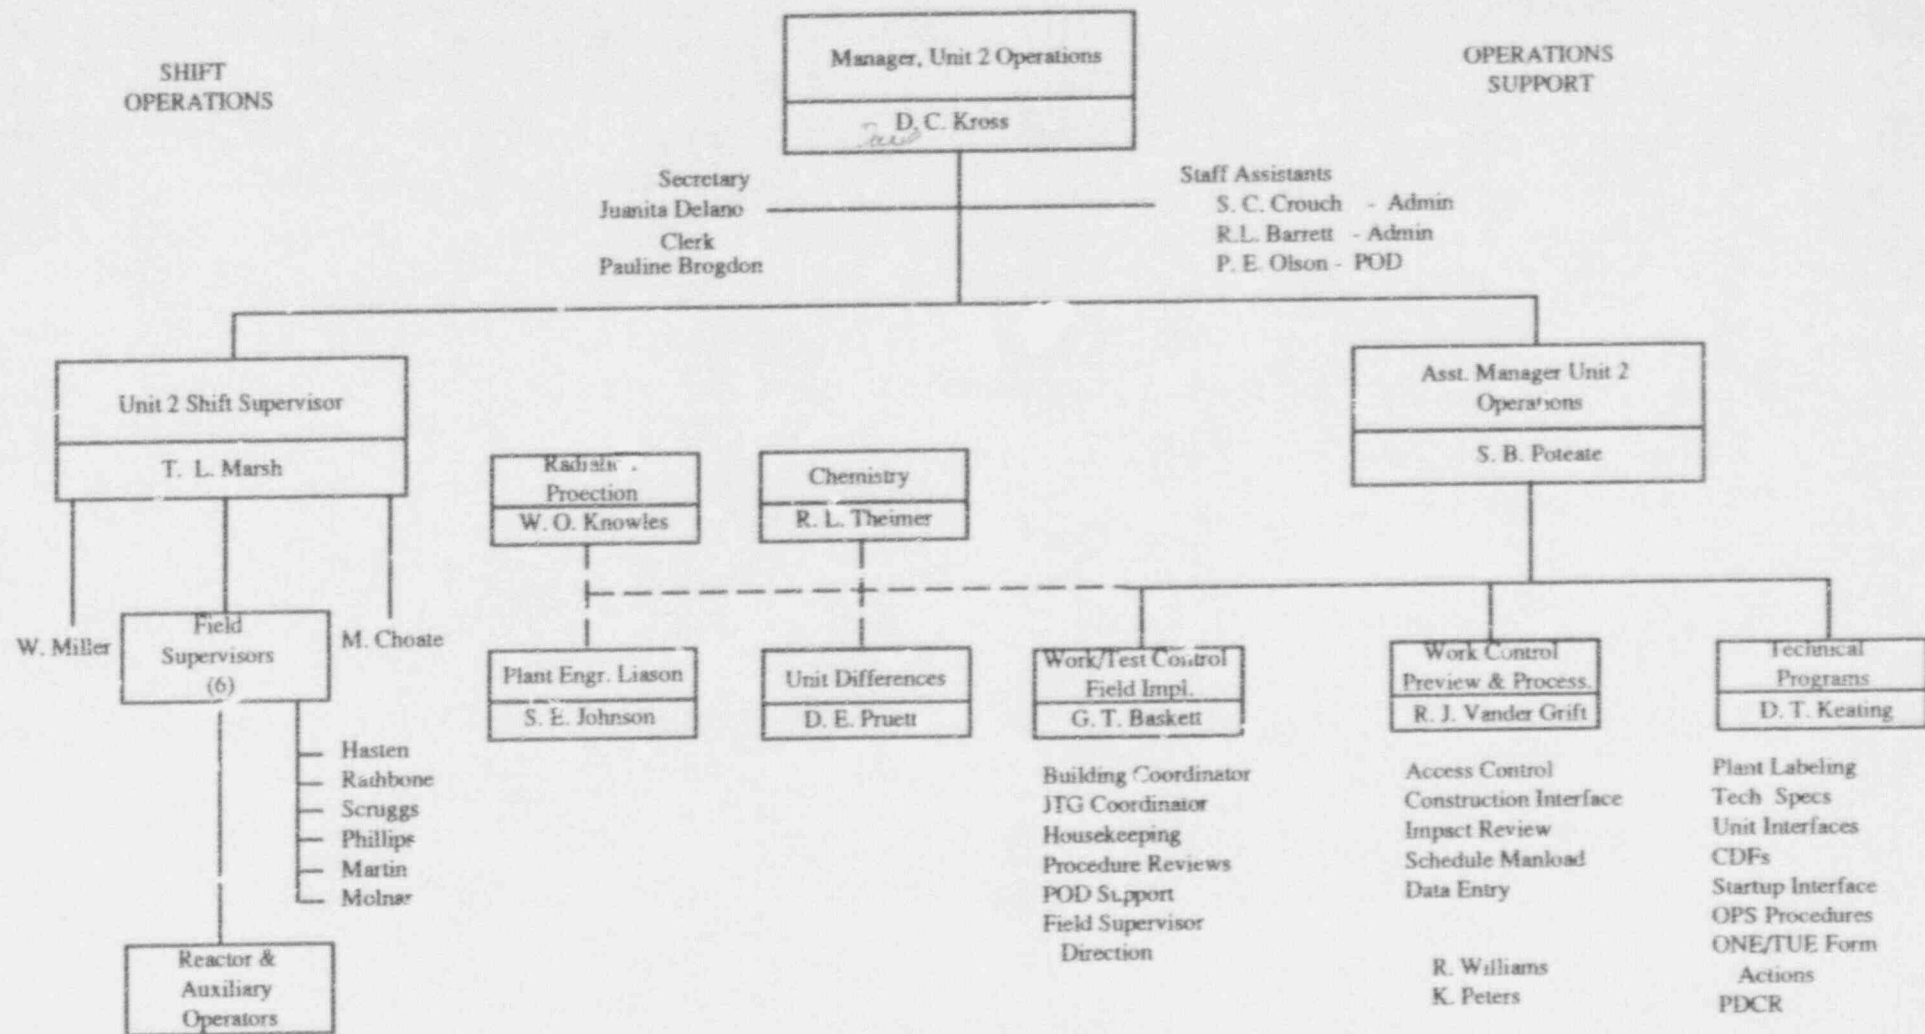 SHIFT
OPERATIONS
Manager, Unit 2 Operations
D. C. Kross
OPERATIONS
SUPPORT
Secretary
Juanita Delano
Clerk
Pauline Brogdon
Staff Assistants
S. C. Crouch - Admin
R.L. Barrett - Admin
P. E. Olson - POD
Unit 2 Shift Supervisor
T. L. Marsh
Asst. Manager Unit 2
Operations
S. B. Poteate
Proection
W. O. Knowles
Chemistry
R. L. Theimer
W. Miller
Field
Supervisors
(6)
M. Choate
Hasten
Rathbone
Scruggs
Phillips
Martin
Molnar
Reactor &
Auxiliary
Operators
Plant Engr. Liason
S. E. Johnson
Unit Differences
D. E. Pruett
Work/Test Control
Field Impl.
G. T. Baskett
Building Coordinator
JTG Coordinator
Housekeeping
Procedure Reviews
POD Support
Field Supervisor
Direction
Work Control
Preview & Process.
R. J. Vander Grift
Access Control
Construction Interface
Impact Review
Schedule Manload
Data Entry
R. Williams
K. Peters
Technical
Programs
D. T. Keating
Plant Labeling
Tech Specs
Unit Interfaces
CDFs
Startup Interface
OPS Procedures
ONE/TUE Form
Actions
PDCR